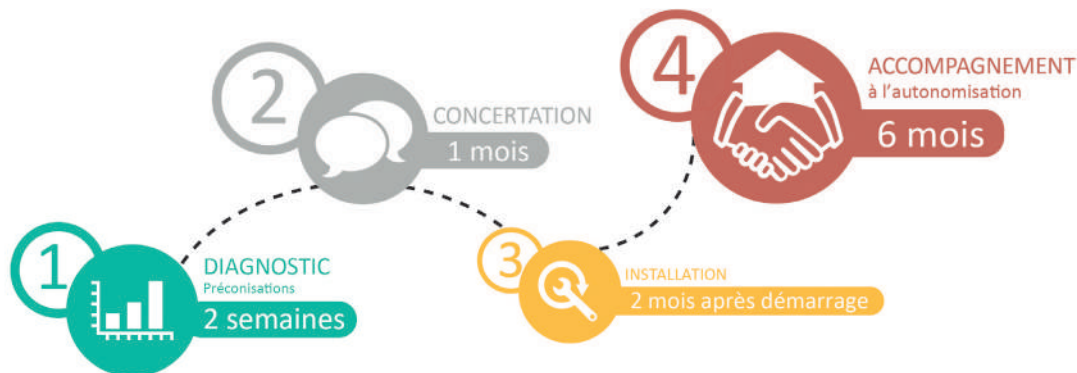 1
DIAGNOSTIC
Préconisations
2 semaines
2
CONCERTATION
1 mois
3
INSTALLATION
2 mois après démarrage
4
ACCOMPAGNEMENT
à l'autonomisation
6 mois